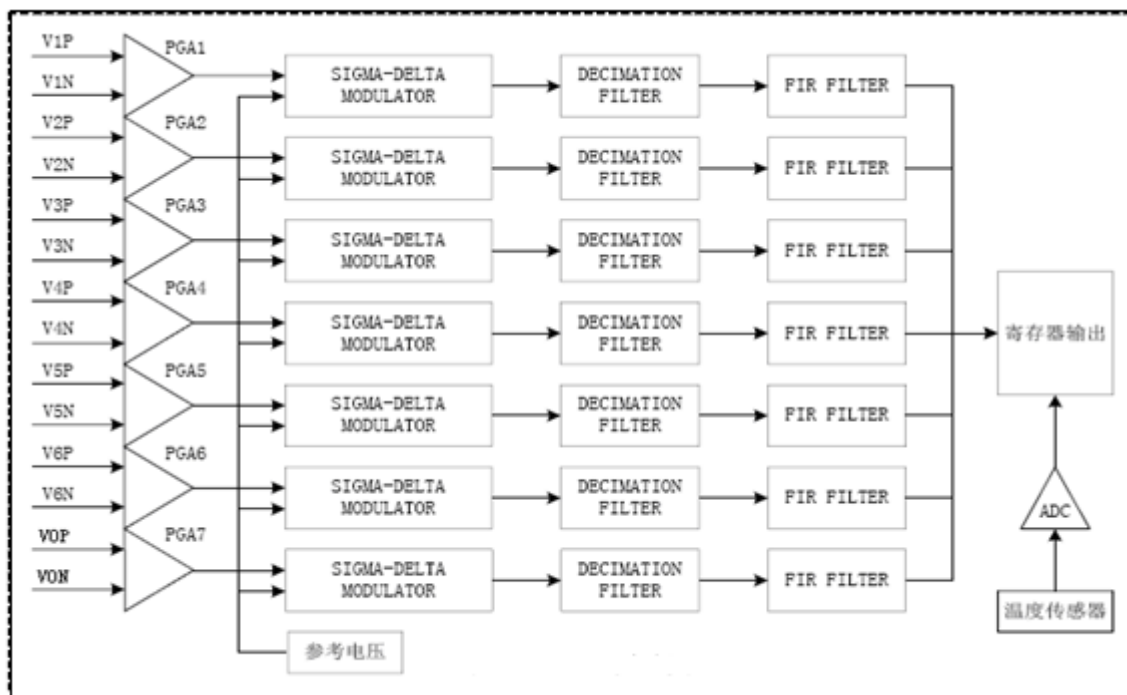 V1P
PGA1
V1N
SIGMA-DELTA
MODULATOR
DECIMATION
FILTER
FIR FILTER
V2P
PGA2
V2N
SIGMA-DELTA
MODULATOR
DECIMATION
FILTER
FIR FILTER
V3P
PGA3
V3N
SIGMA-DELTA
MODULATOR
DECIMATION
FILTER
FIR FILTER
V4P
PGA4
V4N
SIGMA-DELTA
MODULATOR
DECIMATION
FILTER
FIR FILTER
寄存器输出
V5P
PGA5
V5N
SIGMA-DELTA
MODULATOR
DECIMATION
FILTER
FIR FILTER
V6P
PGA6
V6N
SIGMA-DELTA
MODULATOR
DECIMATION
FILTER
FIR FILTER
ADC
VOP
PGA7
VON
SIGMA-DELTA
MODULATOR
DECIMATION
FILTER
FIR FILTER
温度传感器
参考电压